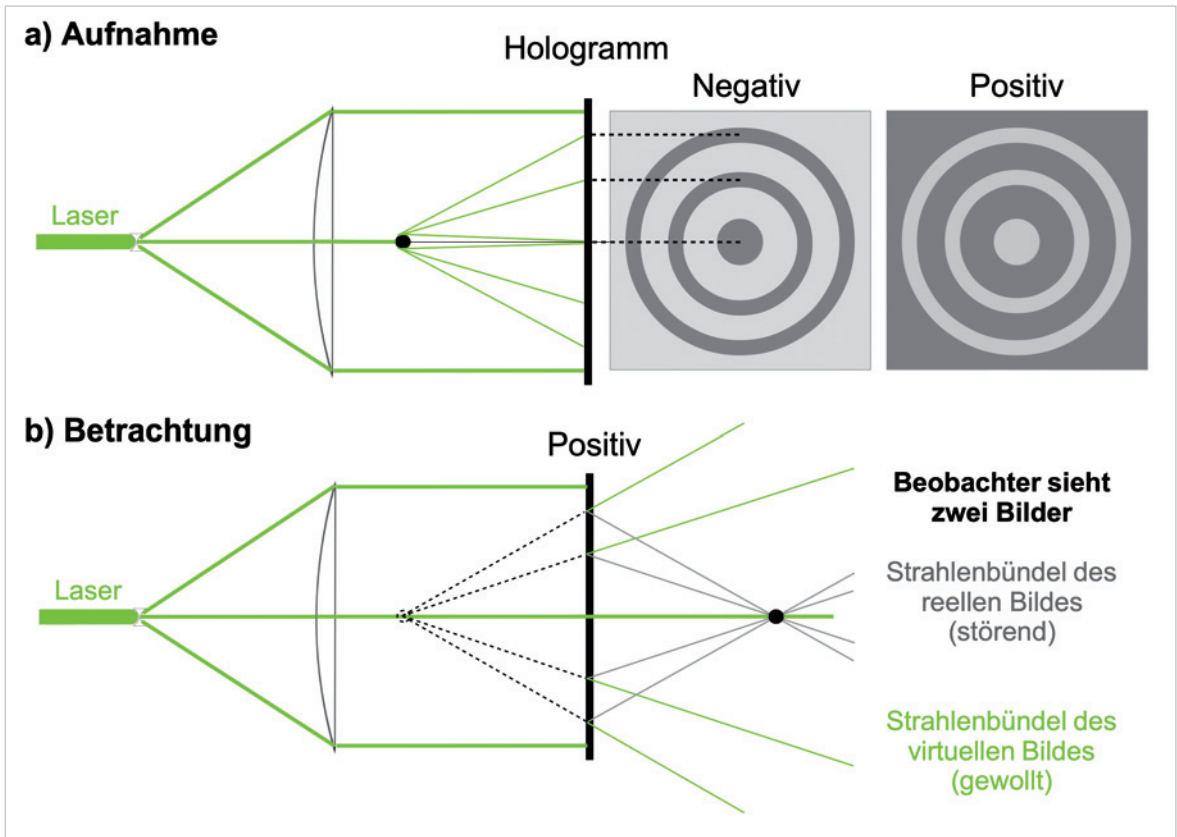 a) Aufnahme
Hologramm
Negativ
Positiv
Laser
b) Betrachtung
Positiv
Laser
Beobachter sieht
zwei Bilder
Strahlenbündel des
reellen Bildes
(störend)
Strahlenbündel des
virtuellen Bildes
(gewollt)